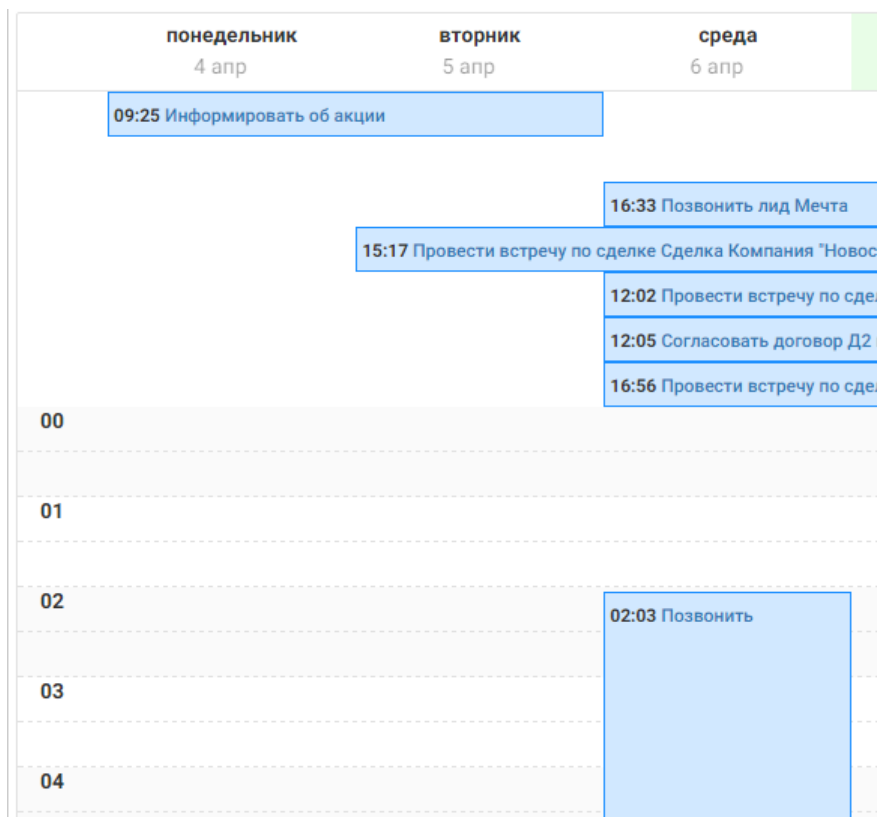 понедельник вторник среда
4 апр 5 апр 6 апр
09:25 Информировать об акции
16:33 Позвонить лид Мечта
15:17 Провести встречу по сделке Сделка Компания "Новос
12:02 Провести встречу по сде
12:05 Согласовать договор Д2
16:56 Провести встречу по сде
00
01
02
02:03 Позвонить
03
04